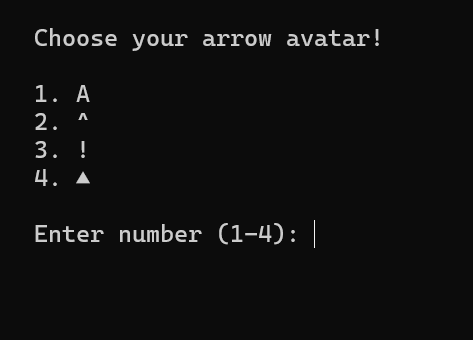 Choose your arrow avatar!
1. A
2. ^
3. !
4. ▲
Enter number (1-4):